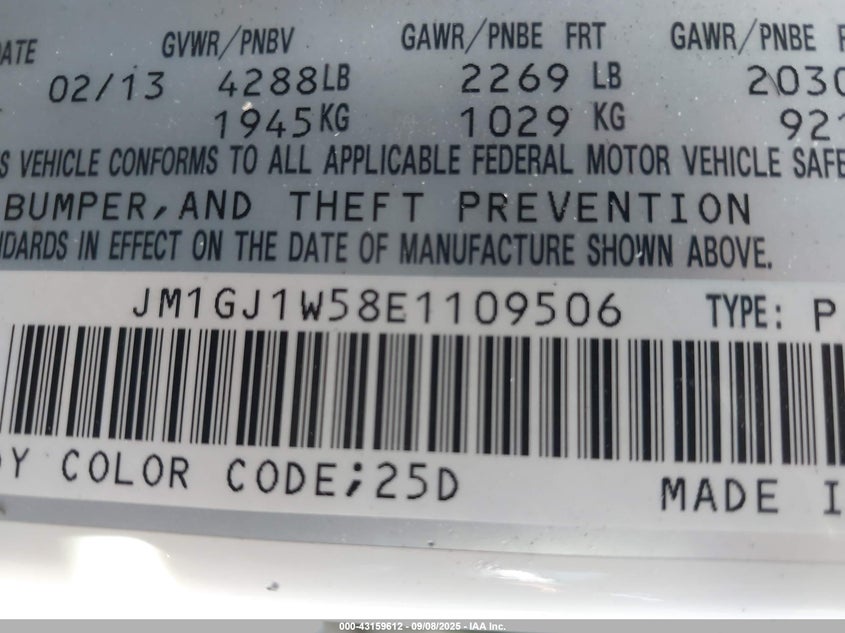 DATE GVWR/PNBV GAWR/PNBE FRT GAWR/PNBE
02/13 4288LB 2269 LB 2030
1945KG 1029 KG 921
VEHICLE CONFORMS TO ALL APPLICABLE FEDERAL MOTOR VEHICLE
BUMPER,AND THEFT PREVENTION
IN EFFECT ON THE DATE OF MANUFACTURE SHOWN ABOVE.
JM1GJ1W58E1109506 TYPE: P
COLOR CODE;25D MADE
000-43159612 - 09/08/2025 - IAA Inc.